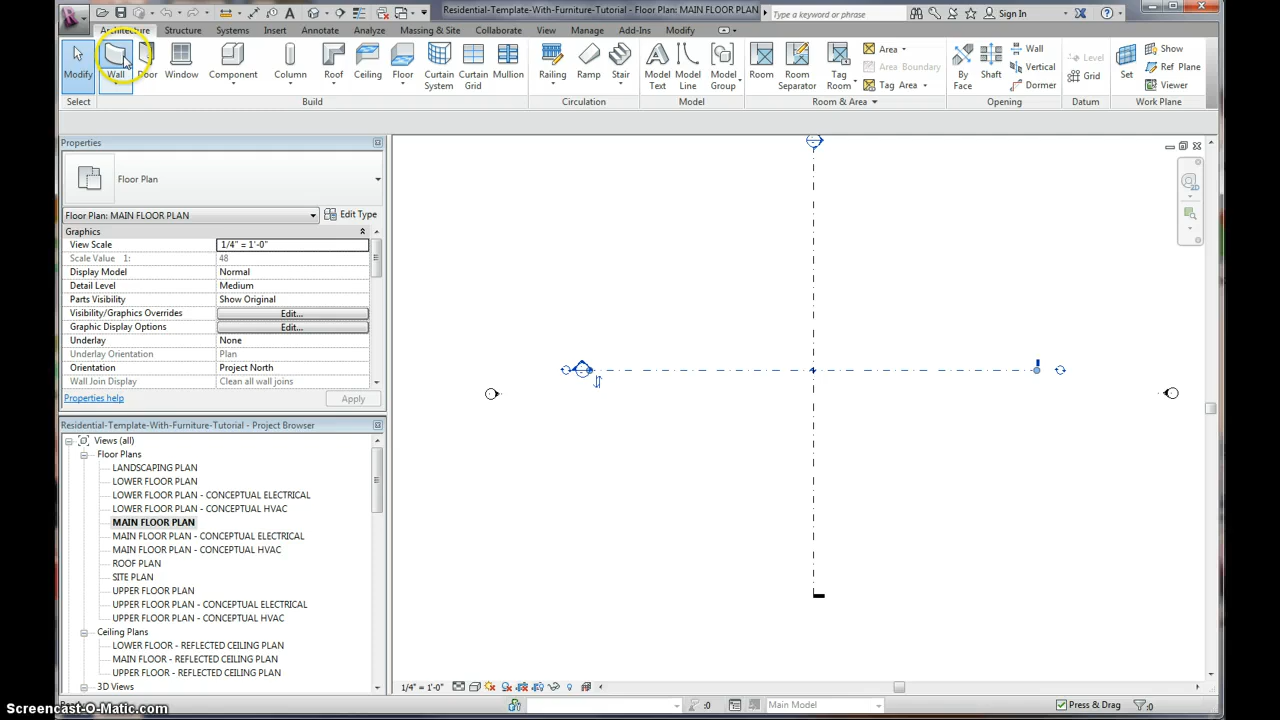 Residential-Template-With-Furniture-Tutorial - Floor Plan: MAIN FLOOR PLAN
Type a keyword or phrase
Sign In
Architecture Structure Systems Insert Annotate Analyze Massing & Site Collaborate View Manage Add-Ins Modify
Modify Wall Door Window Component Column Roof Ceiling Floor Curtain System Curtain Grid Mullion Railing Ramp Stair Model Text Model Line Model Group Room Room Separator Tag Room Area Area Boundary Tag Area By Face Shaft Wall Vertical Dormer Level Grid Set Show Ref Plane Viewer
Select Build Circulation Model Room & Area Opening Datum Work Plane
Properties
Floor Plan
Floor Plan: MAIN FLOOR PLAN Edit Type
Graphics
View Scale 1/4" = 1'-0"
Scale Value 1: 48
Display Model Normal
Detail Level Medium
Parts Visibility Show Original
Visibility/Graphics Overrides Edit...
Graphic Display Options Edit...
Underlay None
Underlay Orientation Plan
Orientation Project North
Wall Join Display Clean all wall joins
Properties help Apply
Residential-Template-With-Furniture-Tutorial - Project Browser
Views (all)
Floor Plans
LANDSCAPING PLAN
LOWER FLOOR PLAN
LOWER FLOOR PLAN - CONCEPTUAL ELECTRICAL
LOWER FLOOR PLAN - CONCEPTUAL HVAC
MAIN FLOOR PLAN
MAIN FLOOR PLAN - CONCEPTUAL ELECTRICAL
MAIN FLOOR PLAN - CONCEPTUAL HVAC
ROOF PLAN
SITE PLAN
UPPER FLOOR PLAN
UPPER FLOOR PLAN - CONCEPTUAL ELECTRICAL
UPPER FLOOR PLAN - CONCEPTUAL HVAC
Ceiling Plans
LOWER FLOOR - REFLECTED CEILING PLAN
MAIN FLOOR - REFLECTED CEILING PLAN
UPPER FLOOR - REFLECTED CEILING PLAN
3D Views
1/4" = 1'-0"
:0 Main Model Press & Drag :0
Screencast-O-Matic.com